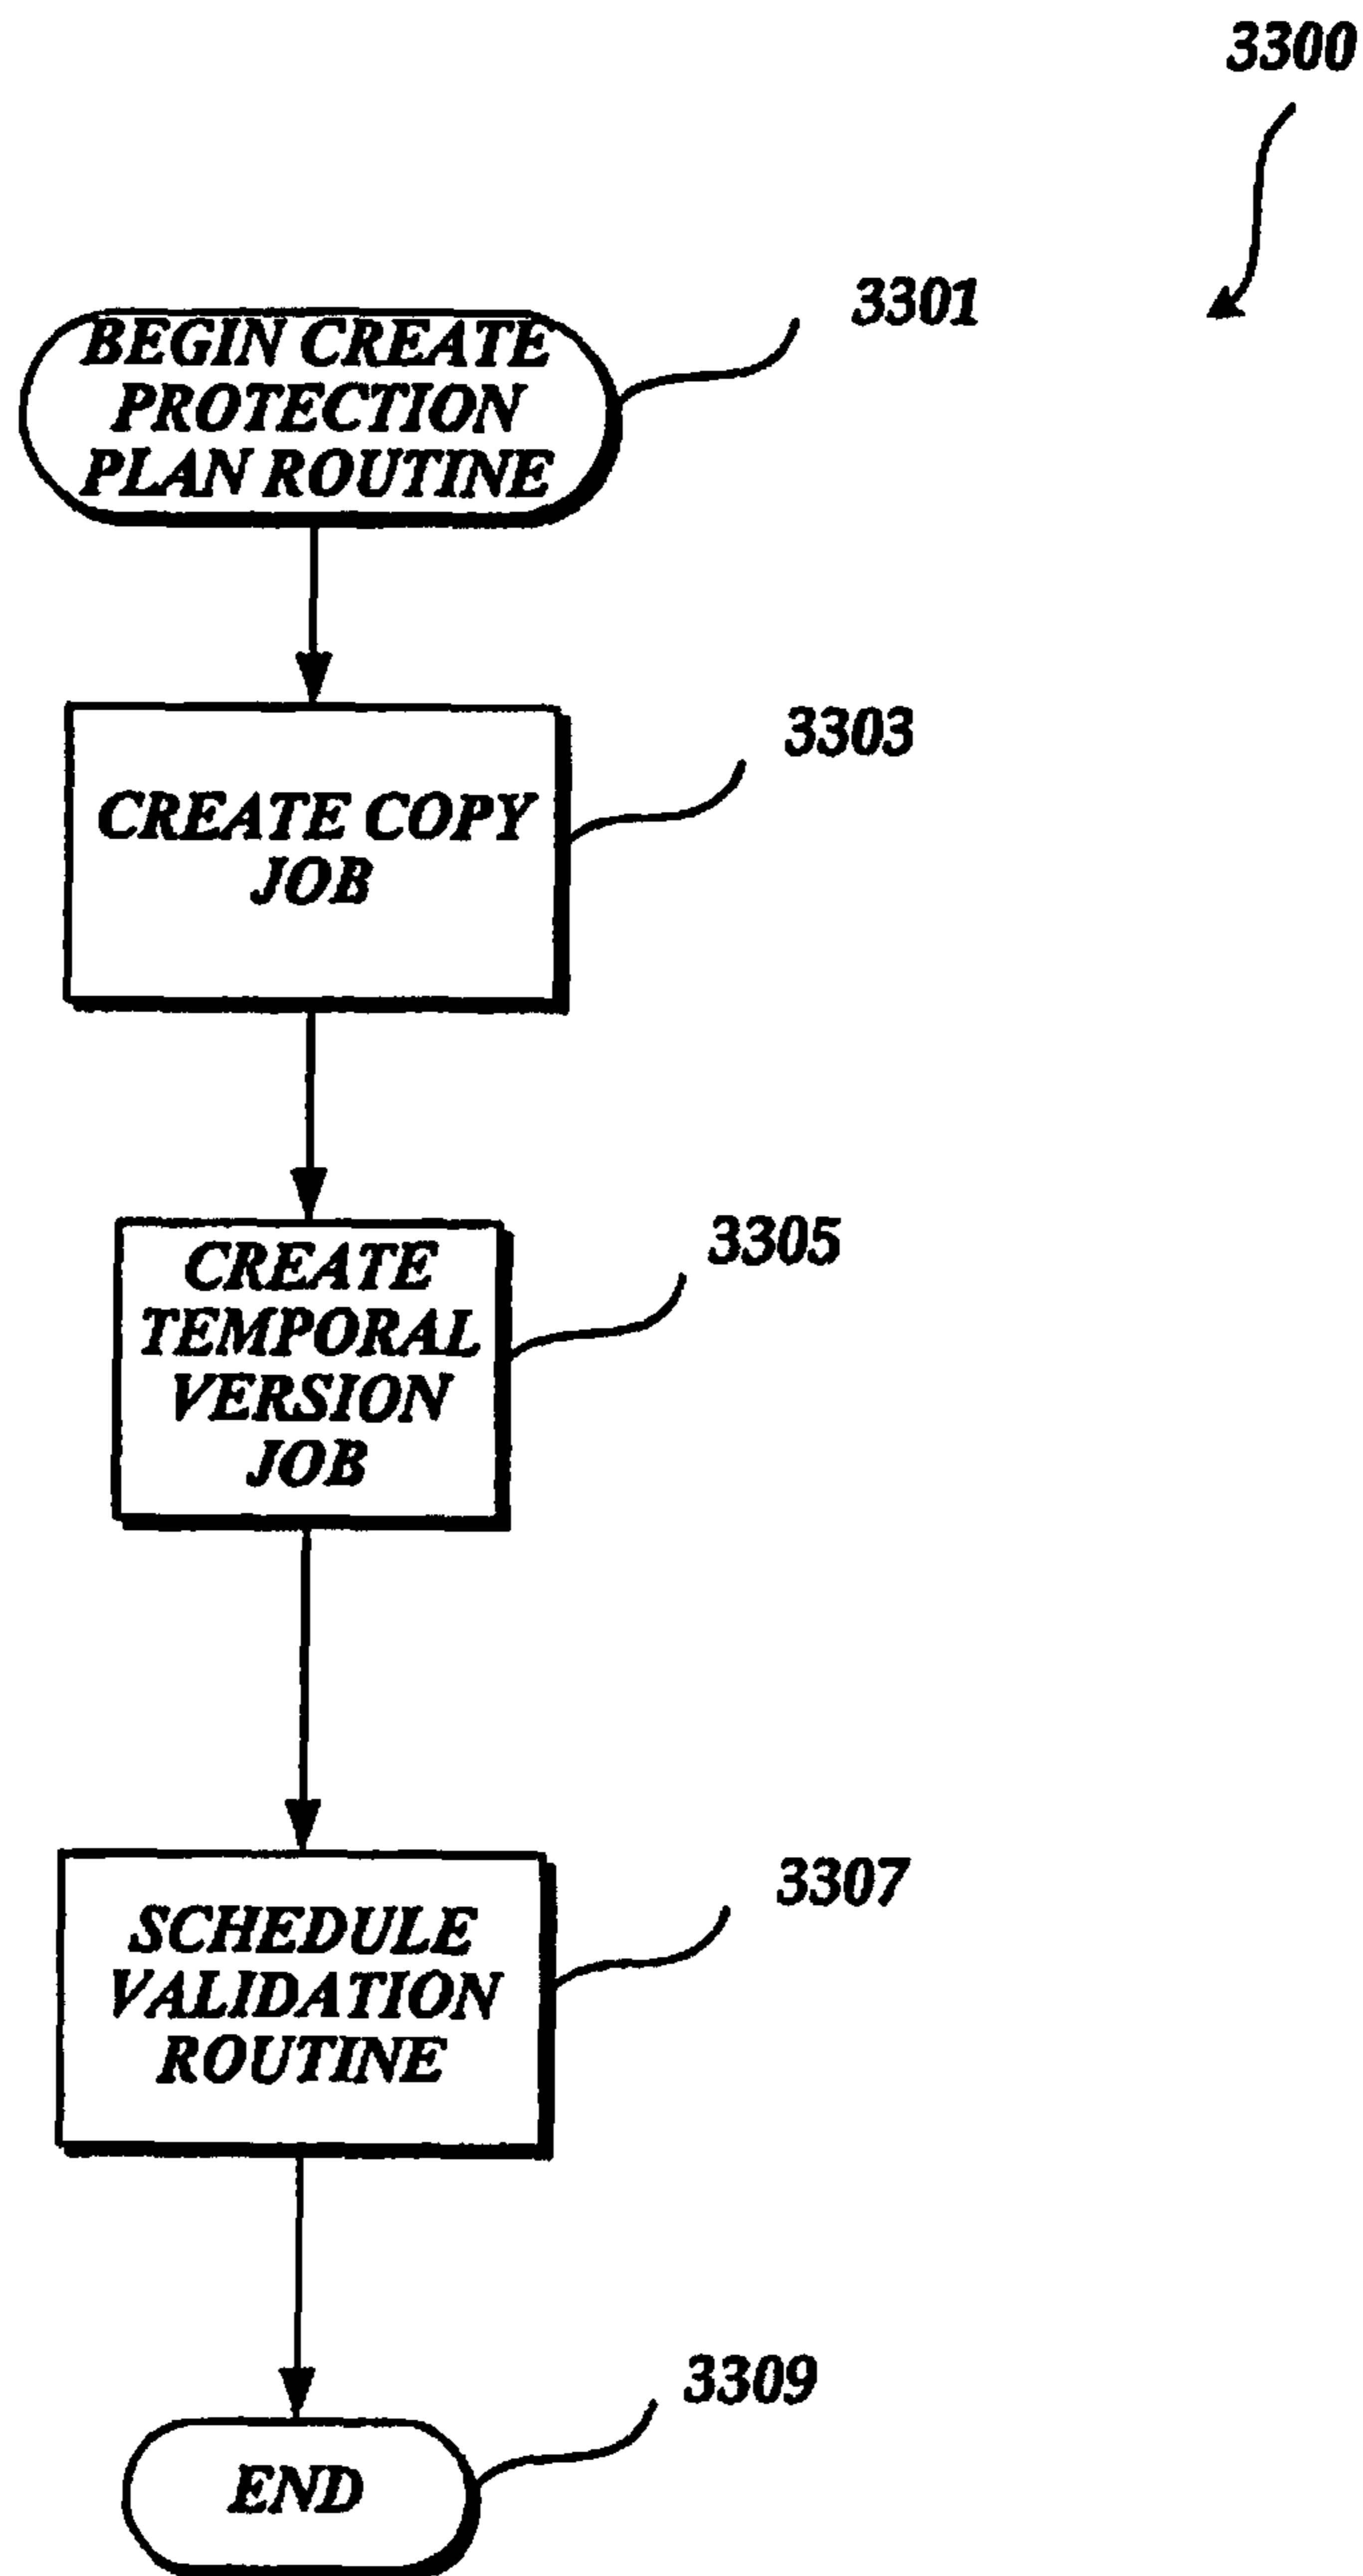 3300
3301
BEGIN CREATE
PROTECTION
PLAN ROUTINE
3303
CREATE COPY
JOB
3305
CREATE
TEMPORAL
VERSION
JOB
3307
SCHEDULE
VALIDATION
ROUTINE
3309
END